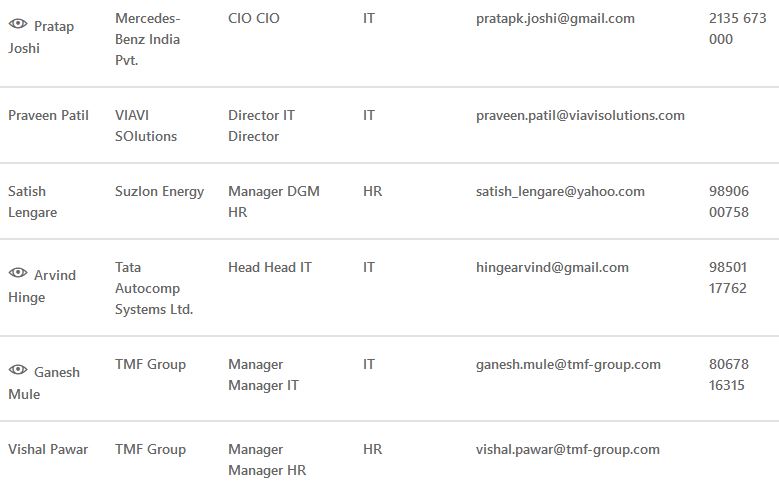 Pratap Joshi Mercedes-Benz India Pvt. CIO CIO IT pratapk.joshi@gmail.com 2135 673 000
Praveen Patil VIAVI SOlutions Director IT Director IT praveen.patil@viavisolutions.com
Satish Lengare Suzlon Energy Manager DGM HR HR satish_lengare@yahoo.com 98906 00758
Arvind Hinge Tata Autocomp Systems Ltd. Head Head IT IT hingearvind@gmail.com 98501 17762
Ganesh Mule TMF Group Manager Manager IT IT ganesh.mule@tmf-group.com 80678 16315
Vishal Pawar TMF Group Manager Manager HR HR vishal.pawar@tmf-group.com